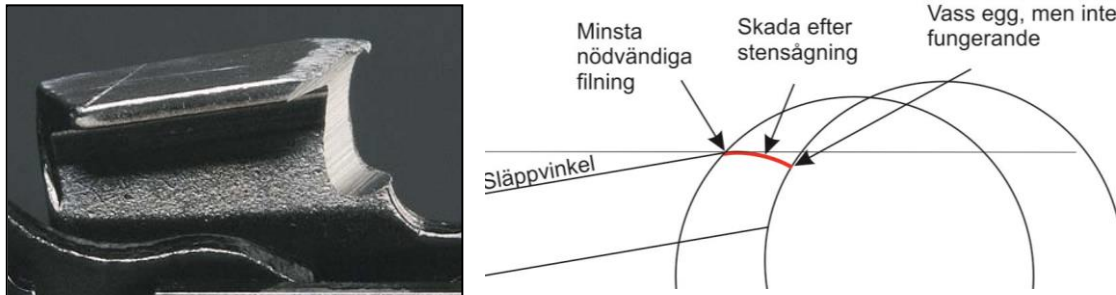 Minsta
nödvändiga
filning
Skada efter
stensågning
Vass egg, men inte
fungerande
Släppvinkel